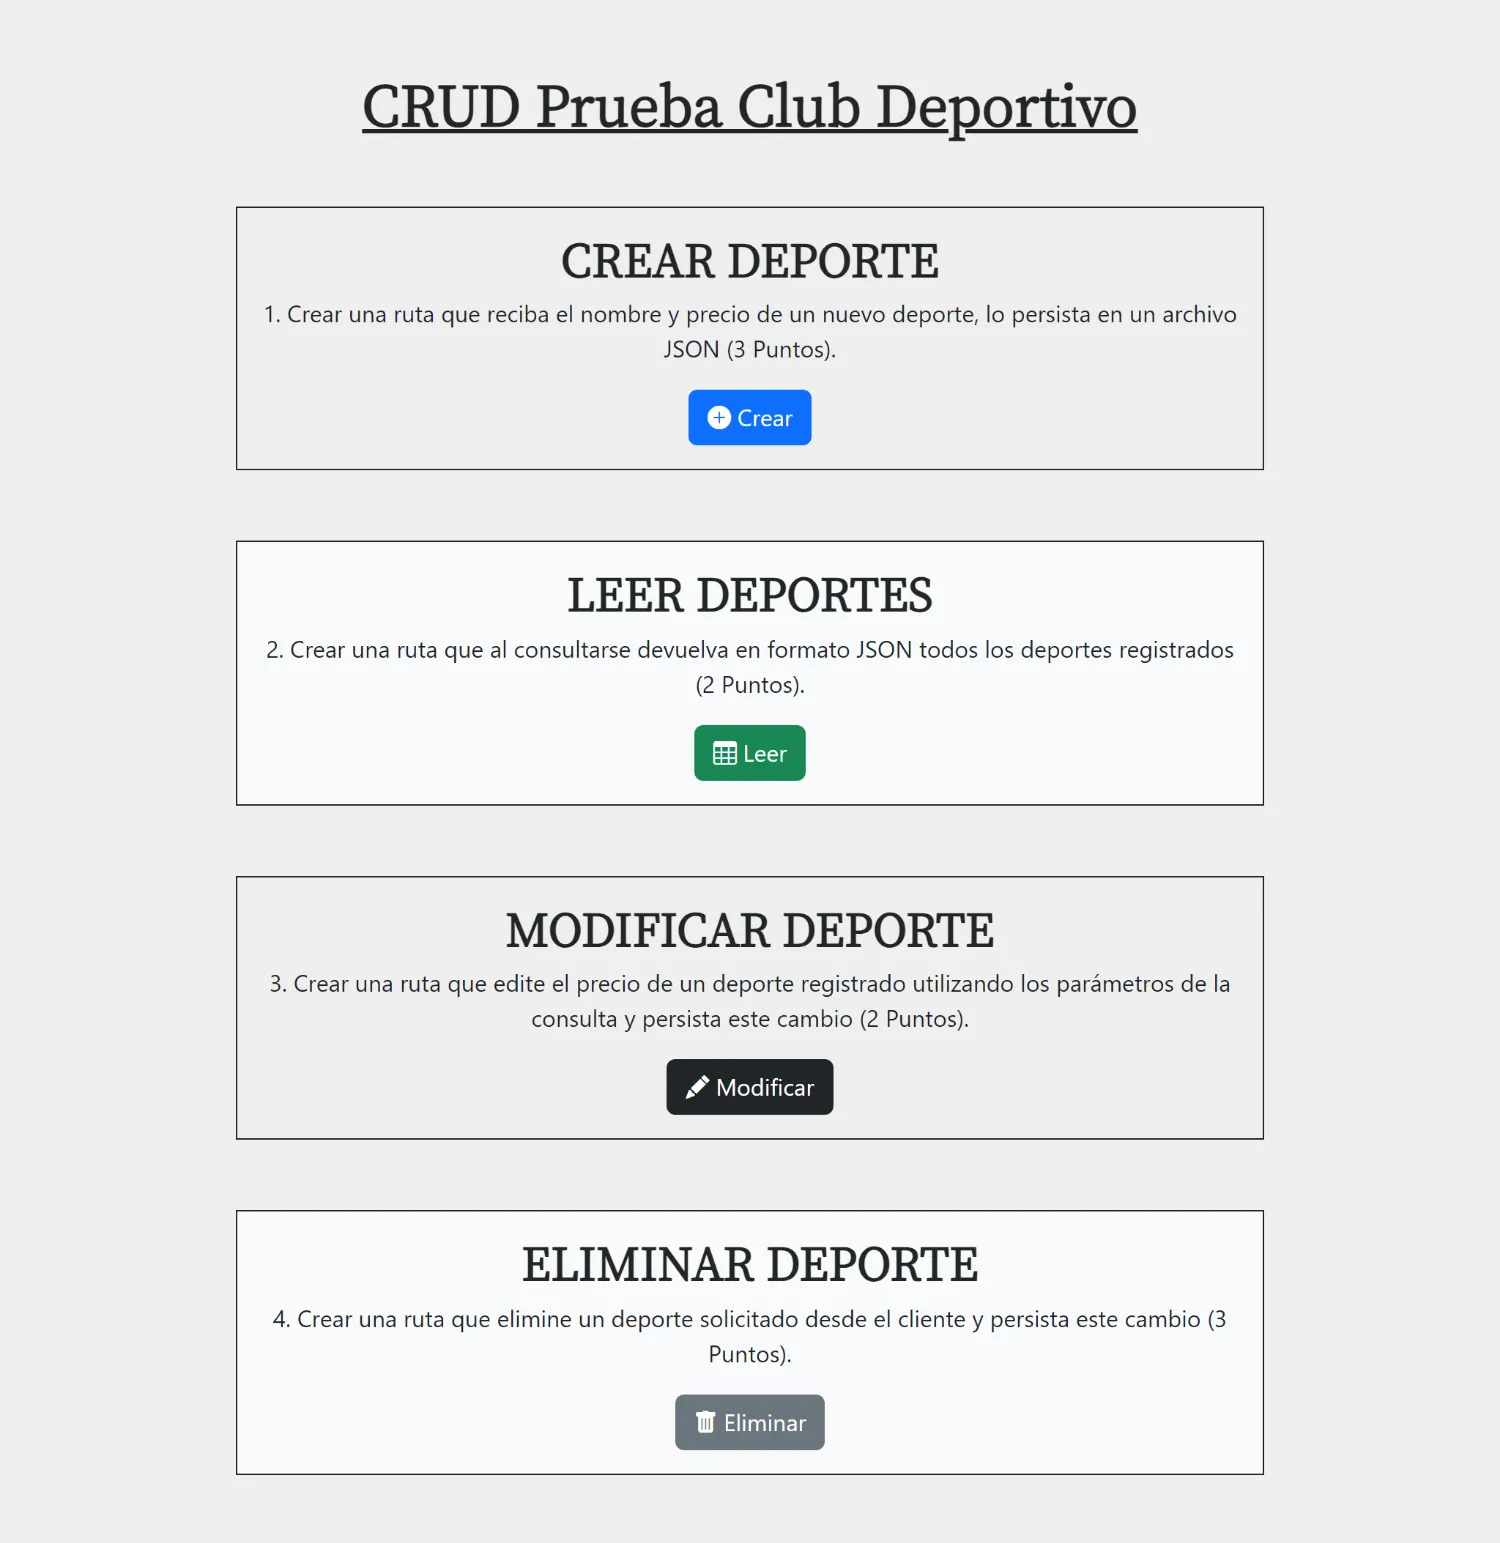 CRUD Prueba Club Deportivo
CREAR DEPORTE
1. Crear una ruta que reciba el nombre y precio de un nuevo deporte, lo persista en un archivo
JSON (3 Puntos).
Crear
LEER DEPORTES
2. Crear una ruta que al consultarse devuelva en formato JSON todos los deportes registrados
(2 Puntos).
Leer
MODIFICAR DEPORTE
3. Crear una ruta que edite el precio de un deporte registrado utilizando los parámetros de la
consulta y persista este cambio (2 Puntos).
Modificar
ELIMINAR DEPORTE
4. Crear una ruta que elimine un deporte solicitado desde el cliente y persista este cambio (3
Puntos).
Eliminar